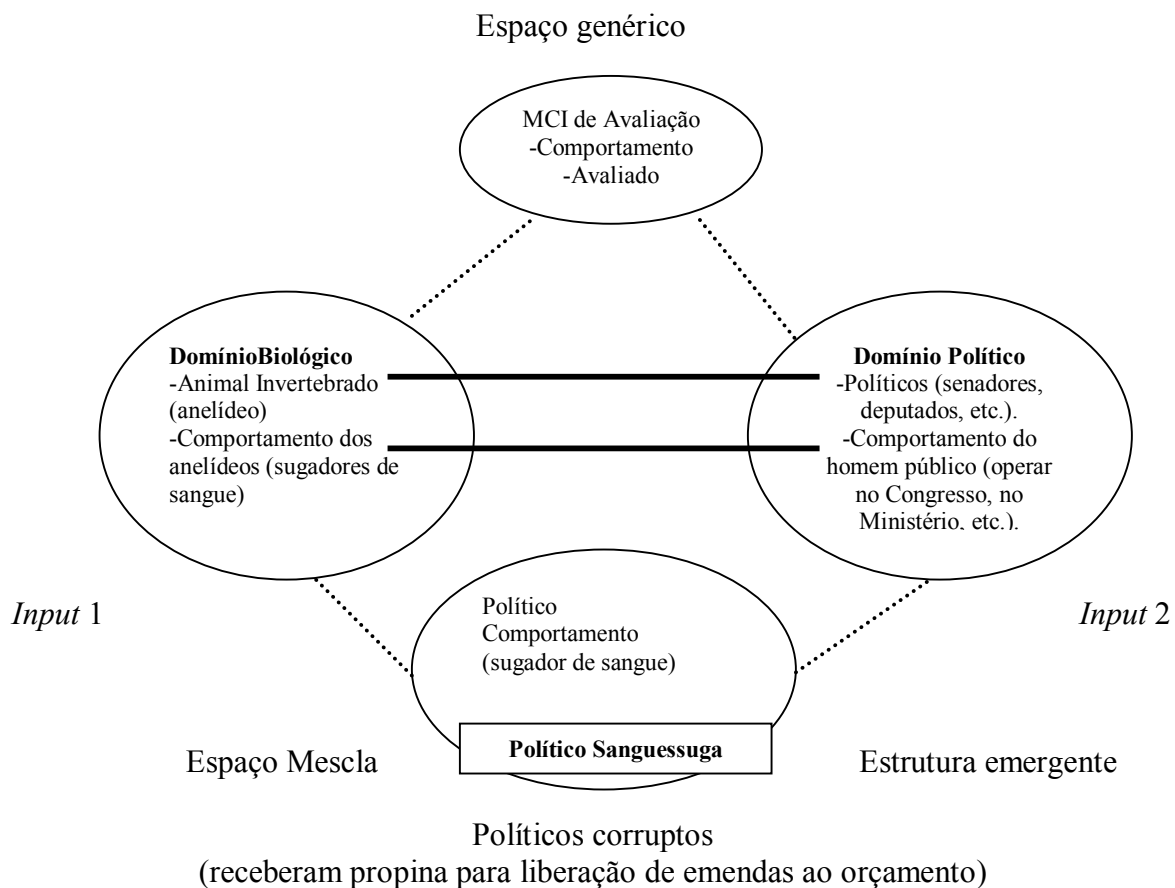 Espaço genérico
MCI de Avaliação
-Comportamento
-Avaliado
DomínioBiológico
-Animal Invertebrado
(anelídeo)
-Comportamento dos
anelídeos (sugadores de
sangue)
Domínio Político
-Políticos (senadores,
deputados, etc.).
-Comportamento do
homem público (operar
no Congresso, no
Ministério, etc.).
Input 1
Input 2
Político
Comportamento
(sugador de sangue)
Político Sanguessuga
Espaço Mescla
Estrutura emergente
Políticos corruptos
(receberam propina para liberação de emendas ao orçamento)